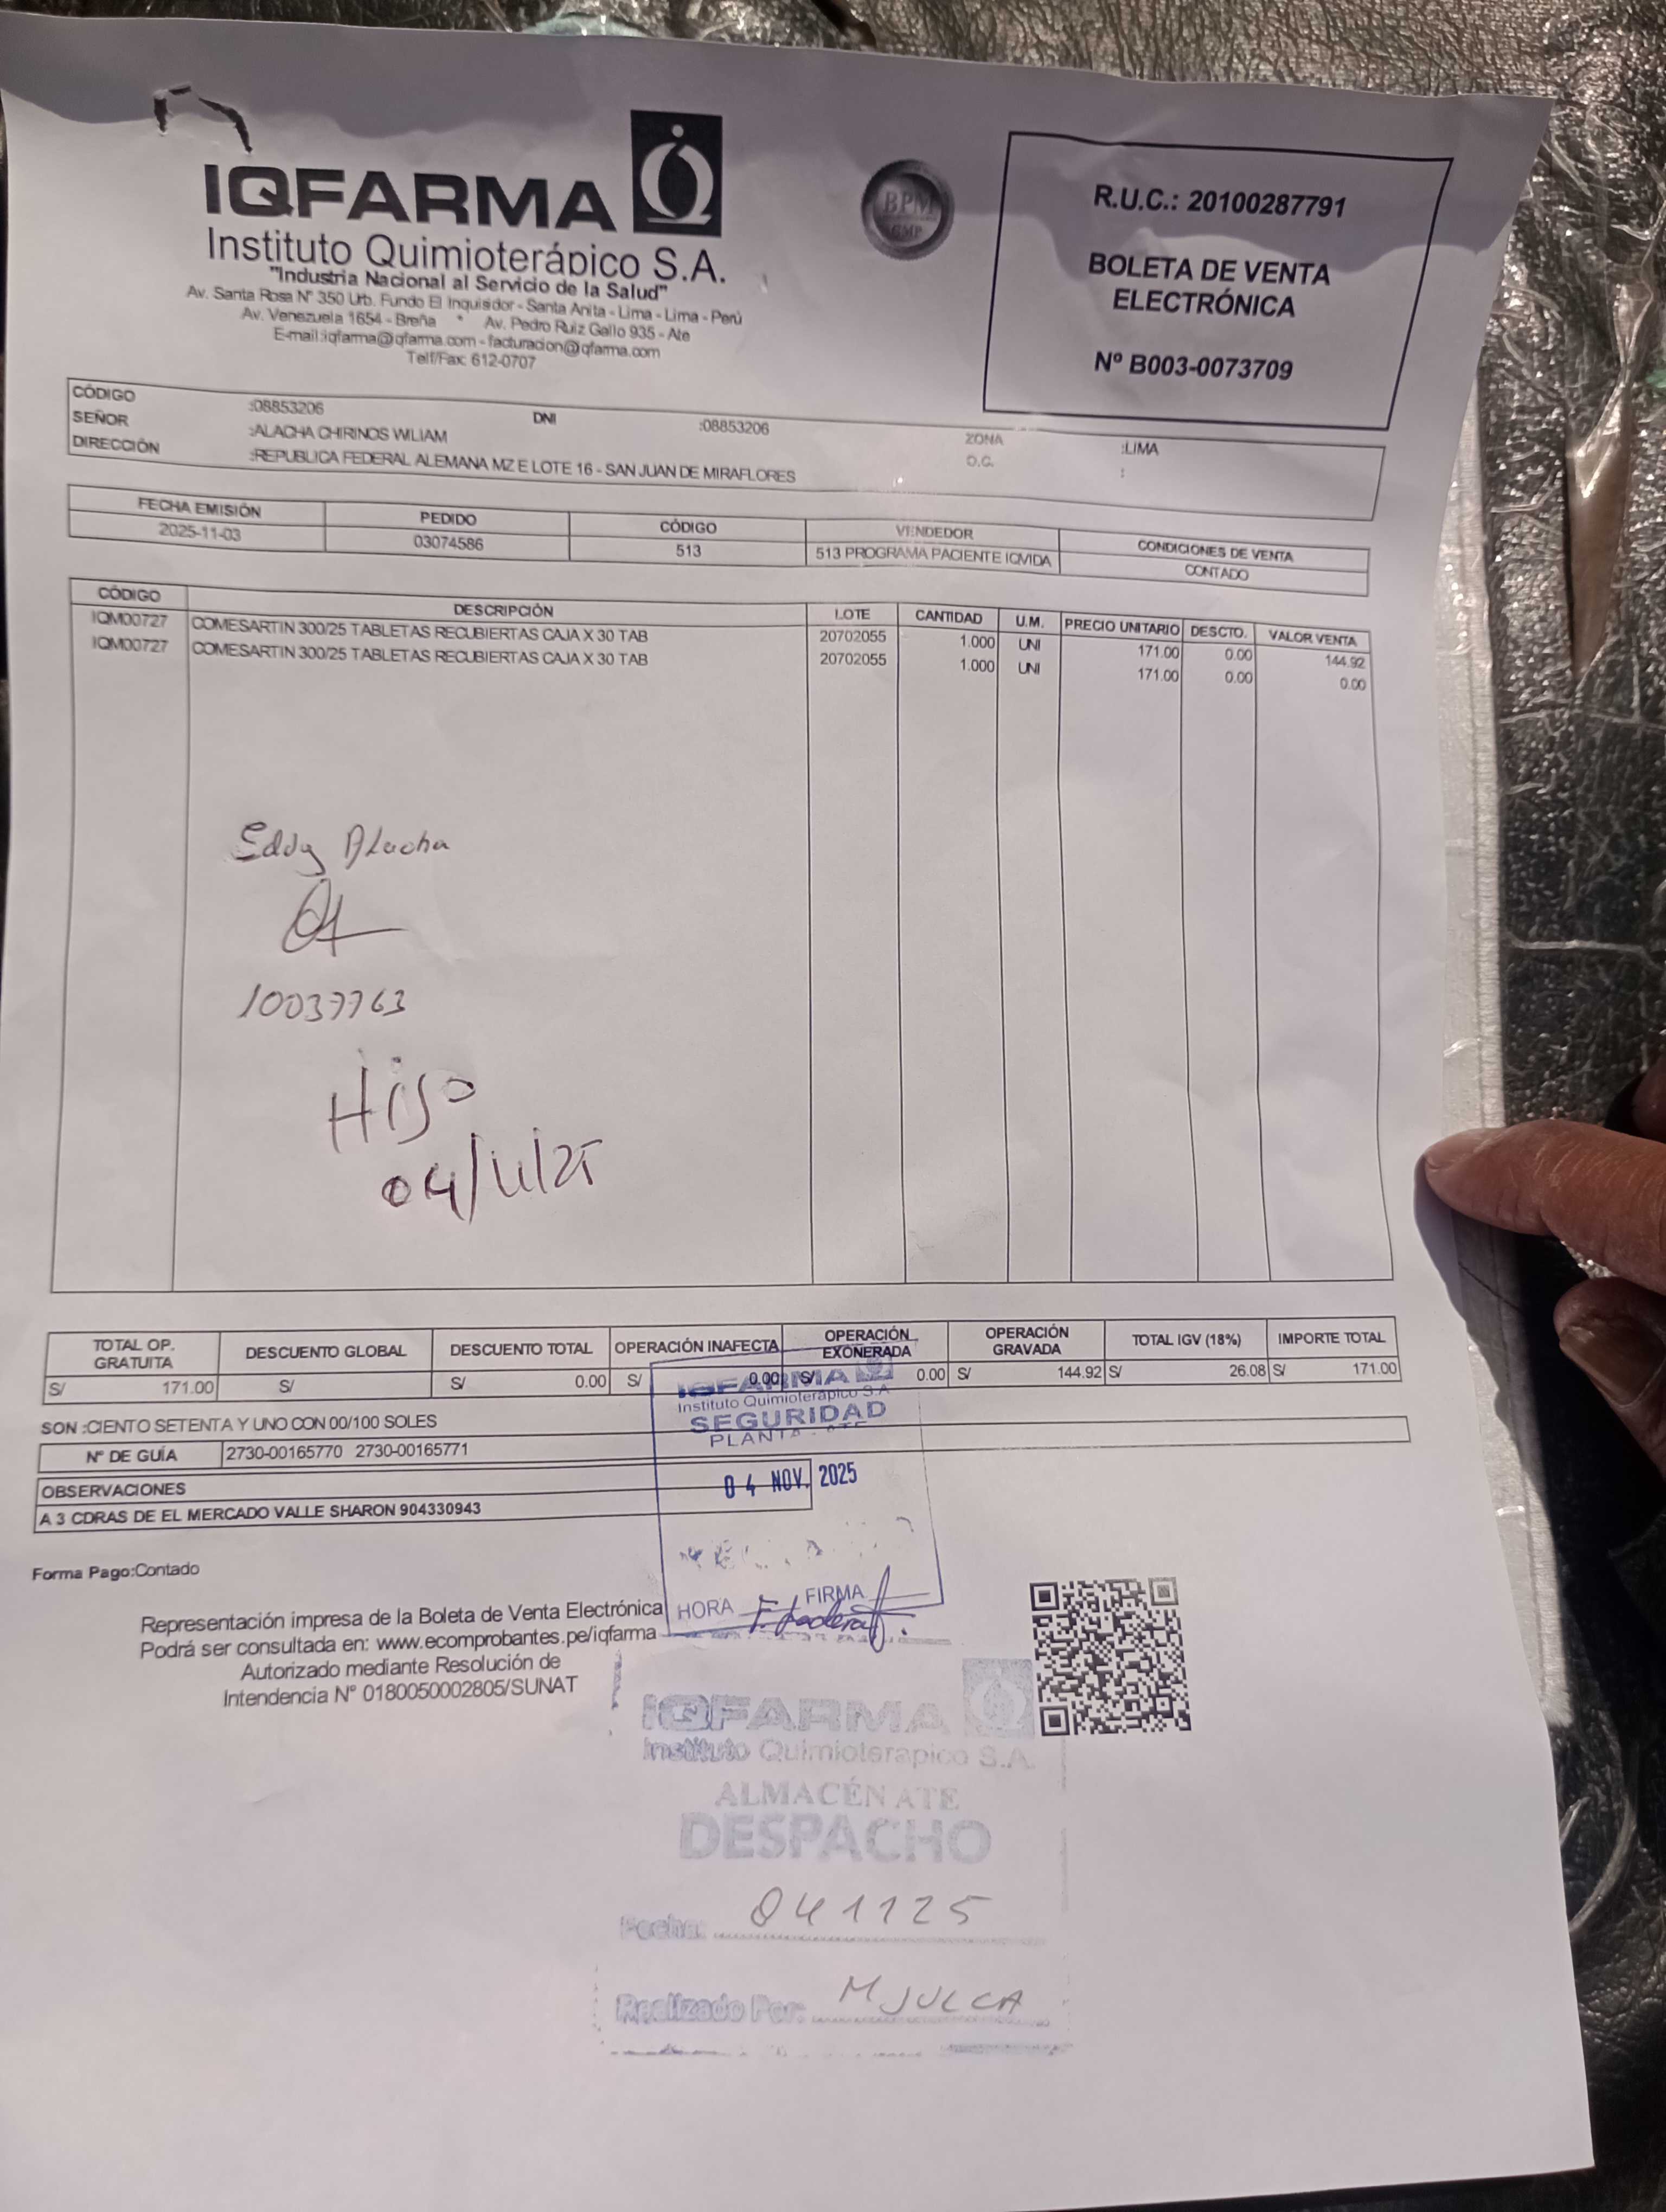 IQFARMA
Instituto Quimioterápico S.A.
"Industria Nacional al Servicio de la Salud"
Av. Santa Rosa N° 350 Urb. Fundo El Inquisidor - Santa Anita - Lima - Lima - Perú
Av. Venezuela 1654 - Breña * Av. Pedro Ruiz Gallo 935 - Ate
E-mail:iqfarma@iqfarma.com - facturacion@iqfarma.com
Telf/Fax: 612-0707
BPM
GMP
R.U.C.: 20100287791
BOLETA DE VENTA
ELECTRÓNICA
Nº B003-0073709
CÓDIGO :08853206 DNI :08853206 ZONA :LIMA
SEÑOR :ALACHA CHIRINOS WILIAM O.C. :
DIRECCIÓN :REPUBLICA FEDERAL ALEMANA MZ E LOTE 16 - SAN JUAN DE MIRAFLORES
FECHA EMISIÓN PEDIDO CÓDIGO VENDEDOR CONDICIONES DE VENTA
2025-11-03 03074586 513 513 PROGRAMA PACIENTE IQVIDA CONTADO
CÓDIGO DESCRIPCIÓN LOTE CANTIDAD U.M. PRECIO UNITARIO DESCTO. VALOR VENTA
IQM00727 COMESARTIN 300/25 TABLETAS RECUBIERTAS CAJA X 30 TAB 20702055 1.000 UNI 171.00 0.00 144.92
IQM00727 COMESARTIN 300/25 TABLETAS RECUBIERTAS CAJA X 30 TAB 20702055 1.000 UNI 171.00 0.00 0.00
Eddy Alacha
10037763
Hijo
04/11/25
TOTAL OP. GRATUITA DESCUENTO GLOBAL DESCUENTO TOTAL OPERACIÓN INAFECTA OPERACIÓN EXONERADA OPERACIÓN GRAVADA TOTAL IGV (18%) IMPORTE TOTAL
S/ 171.00 S/ S/ 0.00 S/ 0.00 S/ 0.00 S/ 144.92 S/ 26.08 S/ 171.00
SON :CIENTO SETENTA Y UNO CON 00/100 SOLES
N° DE GUÍA 2730-00165770 2730-00165771
OBSERVACIONES
A 3 CDRAS DE EL MERCADO VALLE SHARON 904330943
IQFARMA
Instituto Quimioterápico S.A
SEGURIDAD
PLANTA - ATE
04 NOV. 2025
HORA FIRMA
Forma Pago:Contado
Representación impresa de la Boleta de Venta Electrónica
Podrá ser consultada en: www.ecomprobantes.pe/iqfarma
Autorizado mediante Resolución de
Intendencia N° 0180050002805/SUNAT
IQFARMA
Instituto Quimioterapico S.A.
ALMACÉN ATE
DESPACHO
Fecha: 041125
Realizado Por: M JULCA